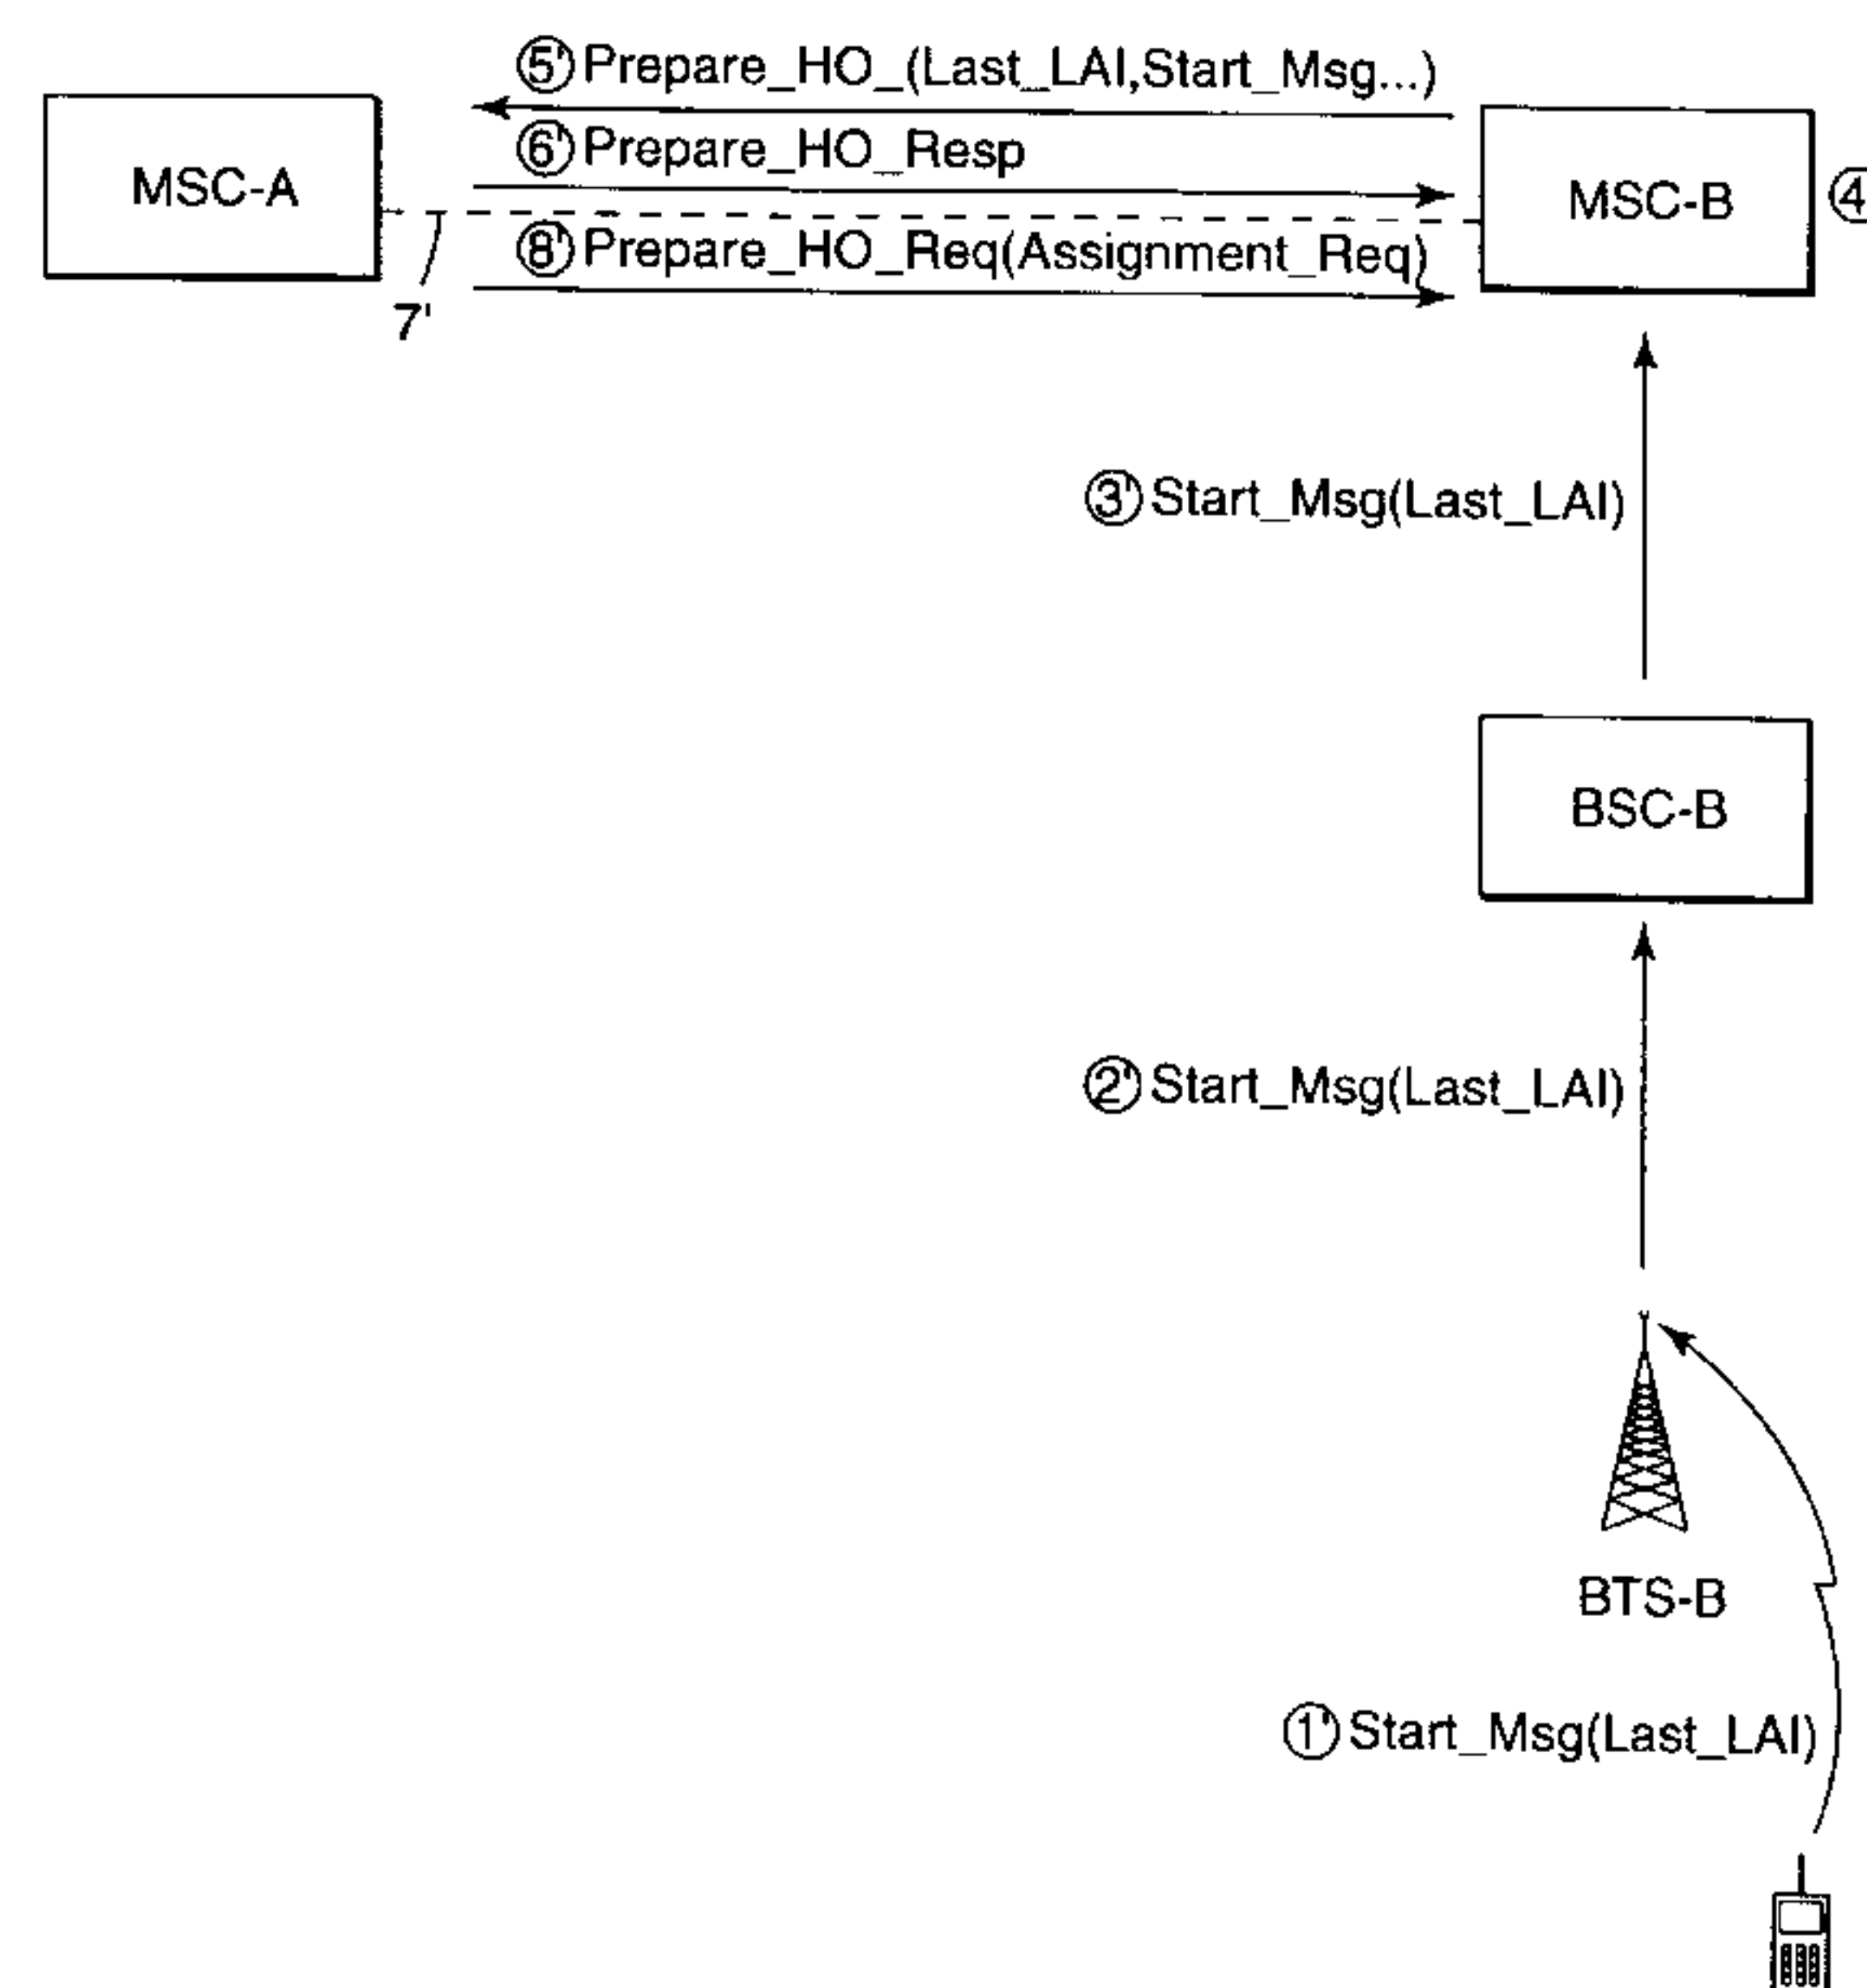 ⑤' Prepare_HO_(Last_LAI,Start_Msg...)
MSC-A
⑥' Prepare_HO_Resp
MSC-B
④
⑧' Prepare_HO_Req(Assignment_Req)
7'
③' Start_Msg(Last_LAI)
BSC-B
②' Start_Msg(Last_LAI)
BTS-B
①' Start_Msg(Last_LAI)